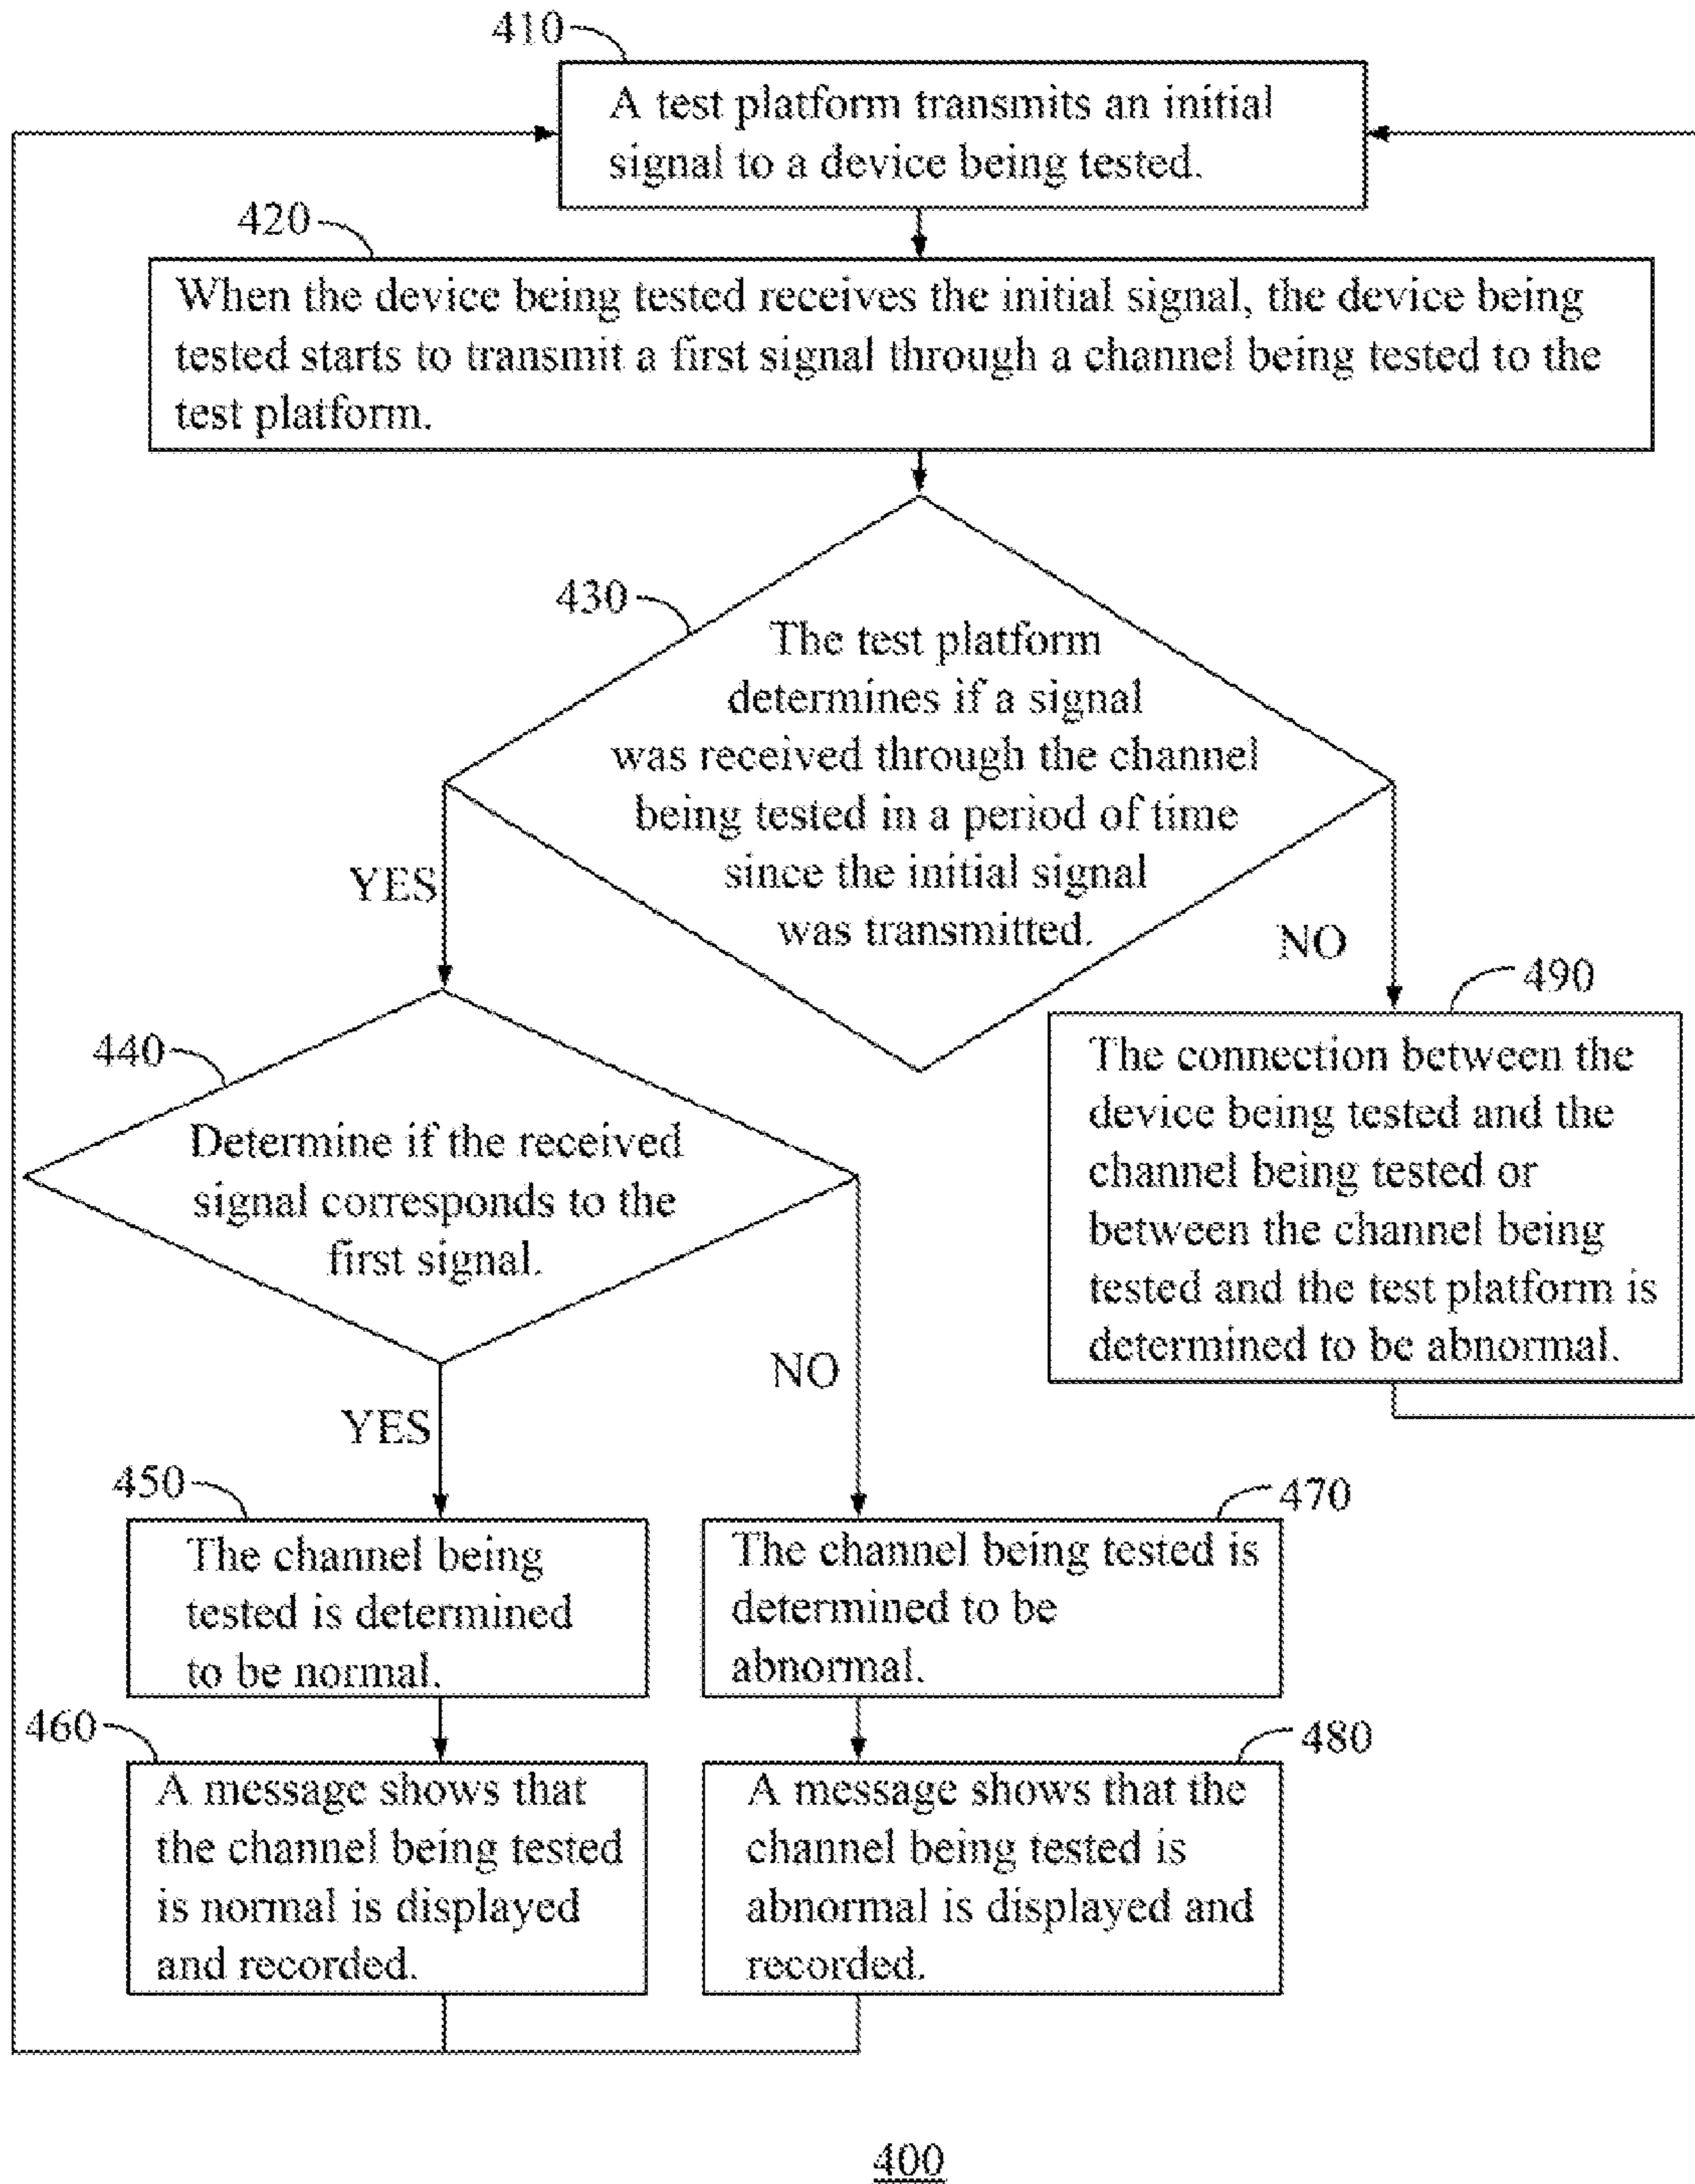 410
A test platform transmits an initial
signal to a device being tested.
420
When the device being tested receives the initial signal, the device being
tested starts to transmit a first signal through a channel being tested to the
test platform.
430
The test platform
determines if a signal
was received through the channel
being tested in a period of time
since the initial signal
was transmitted.
YES
NO
490
The connection between the
device being tested and the
channel being tested or
between the channel being
tested and the test platform is
determined to be abnormal.
440
Determine if the received
signal corresponds to the
first signal.
YES
NO
450
The channel being
tested is determined
to be normal.
470
The channel being tested is
determined to be
abnormal.
460
A message shows that
the channel being tested
is normal is displayed
and recorded.
480
A message shows that the
channel being tested is
abnormal is displayed and
recorded.
400